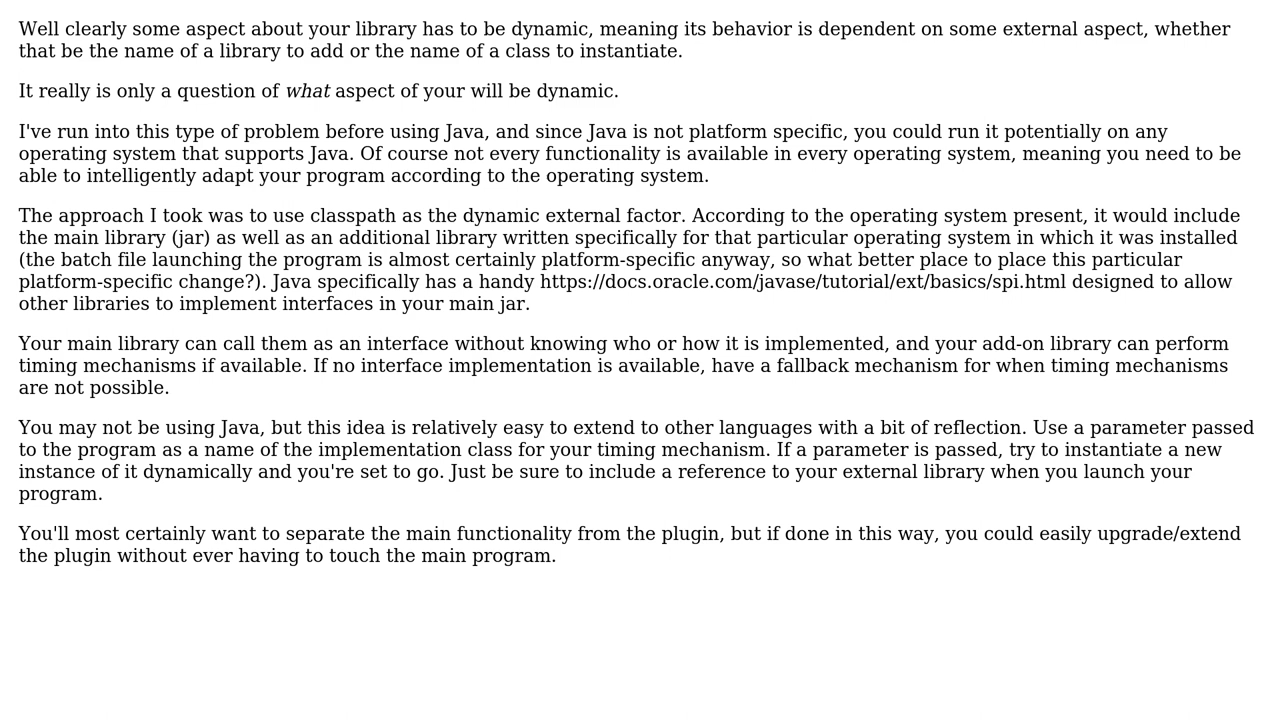 Well clearly some aspect about your library has to be dynamic, meaning its behavior is dependent on some external aspect, whether
that be the name of a library to add or the name of a class to instantiate.
It really is only a question of what aspect of your will be dynamic.
I've run into this type of problem before using Java, and since Java is not platform specific, you could run it potentially on any
operating system that supports Java. Of course not every functionality is available in every operating system, meaning you need to be
able to intelligently adapt your program according to the operating system.
The approach I took was to use classpath as the dynamic external factor. According to the operating system present, it would include
the main library (jar) as well as an additional library written specifically for that particular operating system in which it was installed
(the batch file launching the program is almost certainly platform-specific anyway, so what better place to place this particular
platform-specific change?). Java specifically has a handy https://docs.oracle.com/javase/tutorial/ext/basics/spi.html designed to allow
other libraries to implement interfaces in your main jar.
Your main library can call them as an interface without knowing who or how it is implemented, and your add-on library can perform
timing mechanisms if available. If no interface implementation is available, have a fallback mechanism for when timing mechanisms
are not possible.
You may not be using Java, but this idea is relatively easy to extend to other languages with a bit of reflection. Use a parameter passed
to the program as a name of the implementation class for your timing mechanism. If a parameter is passed, try to instantiate a new
instance of it dynamically and you're set to go. Just be sure to include a reference to your external library when you launch your
program.
You'll most certainly want to separate the main functionality from the plugin, but if done in this way, you could easily upgrade/extend
the plugin without ever having to touch the main program.